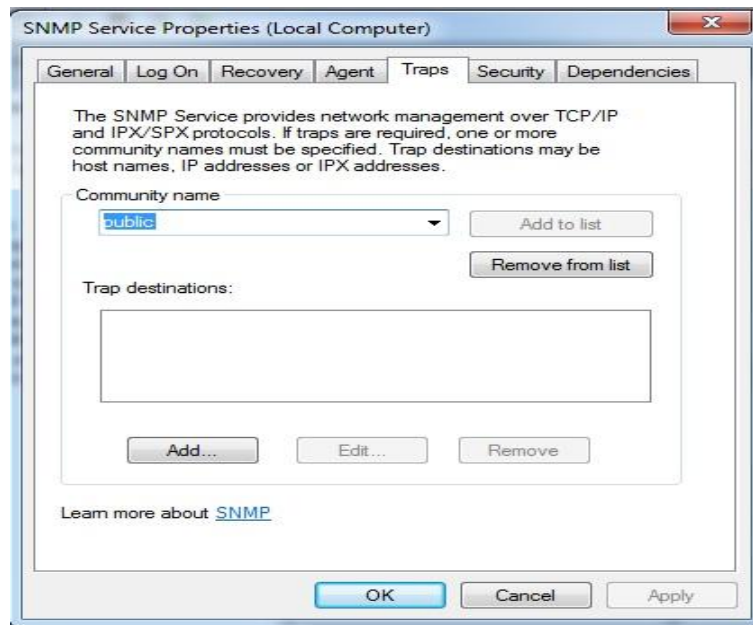 SNMP Service Properties (Local Computer)
General Log On Recovery Agent Traps Security Dependencies
The SNMP Service provides network management over TCP/IP
and IPX/SPX protocols. If traps are required, one or more
community names must be specified. Trap destinations may be
host names, IP addresses or IPX addresses.
Community name
public
Add to list
Remove from list
Trap destinations:
Add... Edit... Remove
Learn more about SNMP
OK Cancel Apply